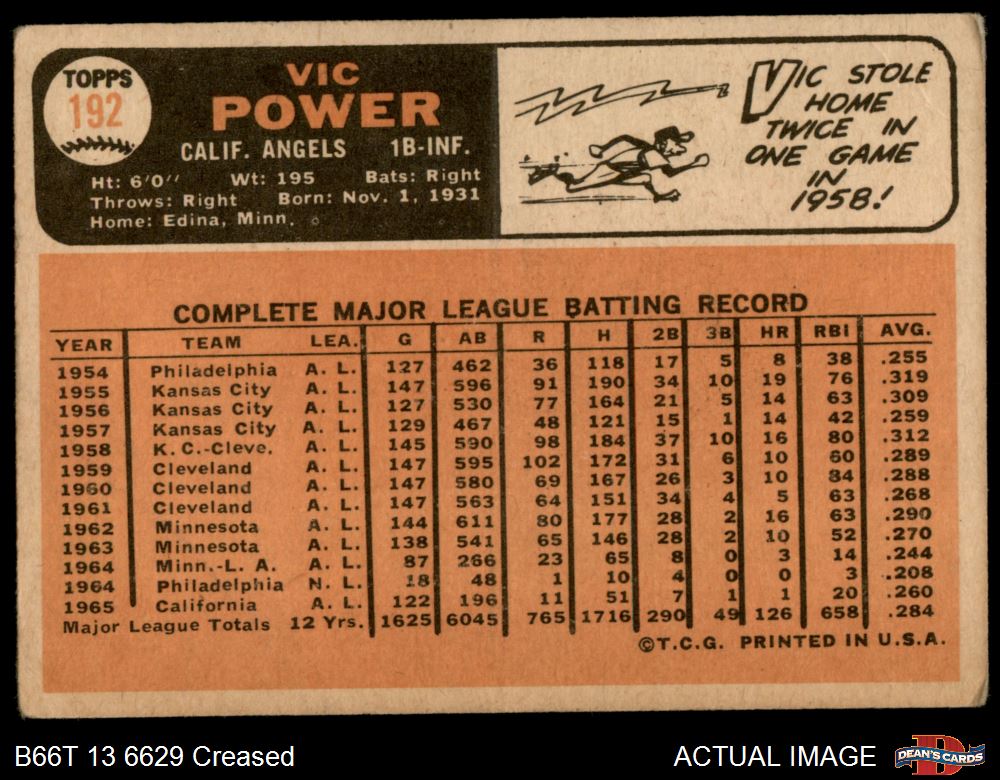 TOPPS
192
VIC
POWER
CALIF. ANGELS 1B-INF.
Ht: 6'0'' Wt: 195 Bats: Right
Throws: Right Born: Nov. 1, 1931
Home: Edina, Minn.
VIC STOLE
HOME
TWICE IN
ONE GAME
IN
1958!
COMPLETE MAJOR LEAGUE BATTING RECORD
YEAR TEAM LEA. G AB R H 2B 3B HR RBI AVG.
1954 Philadelphia A. L. 127 462 36 118 17 5 8 38 .255
1955 Kansas City A. L. 147 596 91 190 34 10 19 76 .319
1956 Kansas City A. L. 127 530 77 164 21 5 14 63 .309
1957 Kansas City A. L. 129 467 48 121 15 1 14 42 .259
1958 K. C.-Cleve. A. L. 145 590 98 184 37 10 16 80 .312
1959 Cleveland A. L. 147 595 102 172 31 6 10 60 .289
1960 Cleveland A. L. 147 580 69 167 26 3 10 84 .288
1961 Cleveland A. L. 147 563 64 151 34 4 5 63 .268
1962 Minnesota A. L. 144 611 80 177 28 2 16 63 .290
1963 Minnesota A. L. 138 541 65 146 28 2 10 52 .270
1964 Minn.-L. A. A. L. 87 266 23 65 8 0 3 14 .244
1964 Philadelphia N. L. 18 48 1 10 4 0 0 3 .208
1965 California A. L. 122 196 11 51 7 1 1 20 .260
Major League Totals 12 Yrs. 1625 6045 765 1716 290 49 126 658 .284
©T.C.G. PRINTED IN U.S.A.
B66T 13 6629 Creased ACTUAL IMAGE DEAN'S CARDS